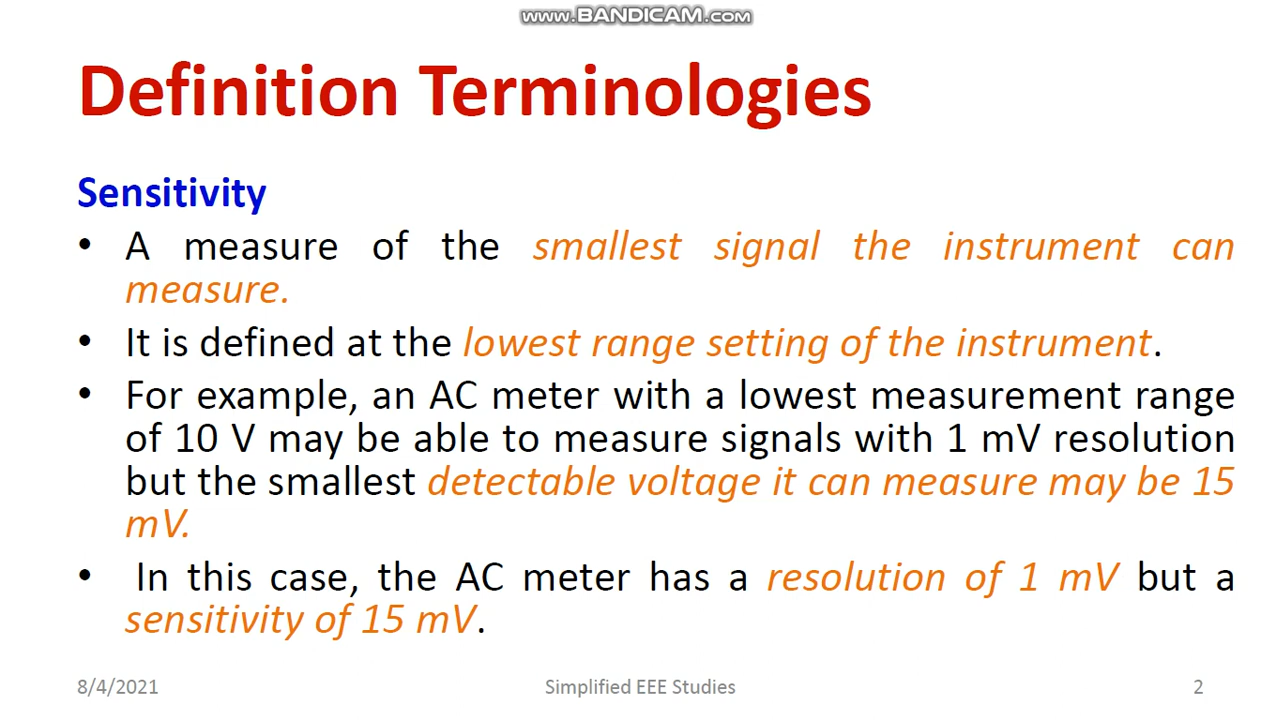 www.BANDICAM.com
Definition Terminologies
Sensitivity
• A measure of the smallest signal the instrument can
measure.
• It is defined at the lowest range setting of the instrument.
• For example, an AC meter with a lowest measurement range
of 10 V may be able to measure signals with 1 mV resolution
but the smallest detectable voltage it can measure may be 15
mV.
• In this case, the AC meter has a resolution of 1 mV but a
sensitivity of 15 mV.
8/4/2021 Simplified EEE Studies 2